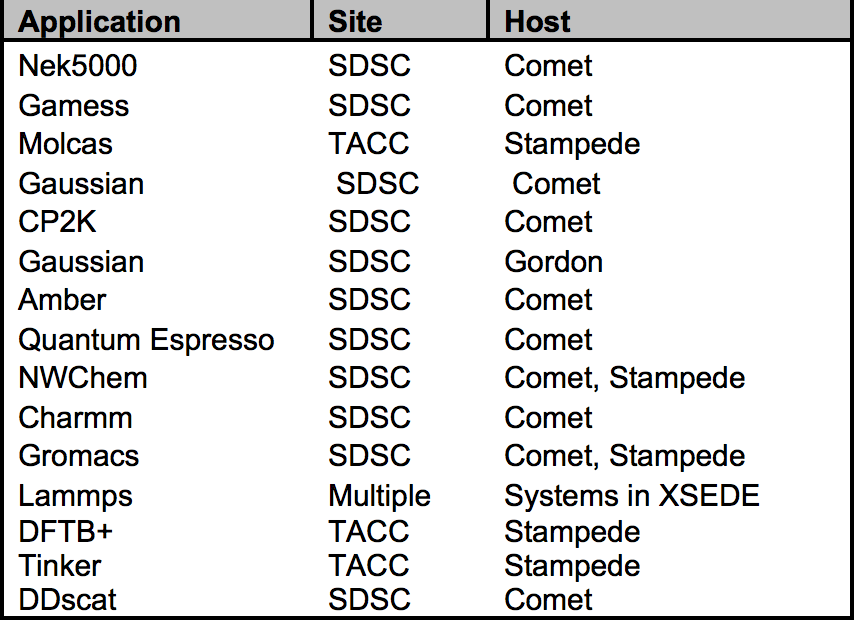 Application Site Host
Nek5000 SDSC Comet
Gamess SDSC Comet
Molcas TACC Stampede
Gaussian SDSC Comet
CP2K SDSC Comet
Gaussian SDSC Gordon
Amber SDSC Comet
Quantum Espresso SDSC Comet
NWChem SDSC Comet, Stampede
Charmm SDSC Comet
Gromacs SDSC Comet, Stampede
Lammps Multiple Systems in XSEDE
DFTB+ TACC Stampede
Tinker TACC Stampede
DDscat SDSC Comet